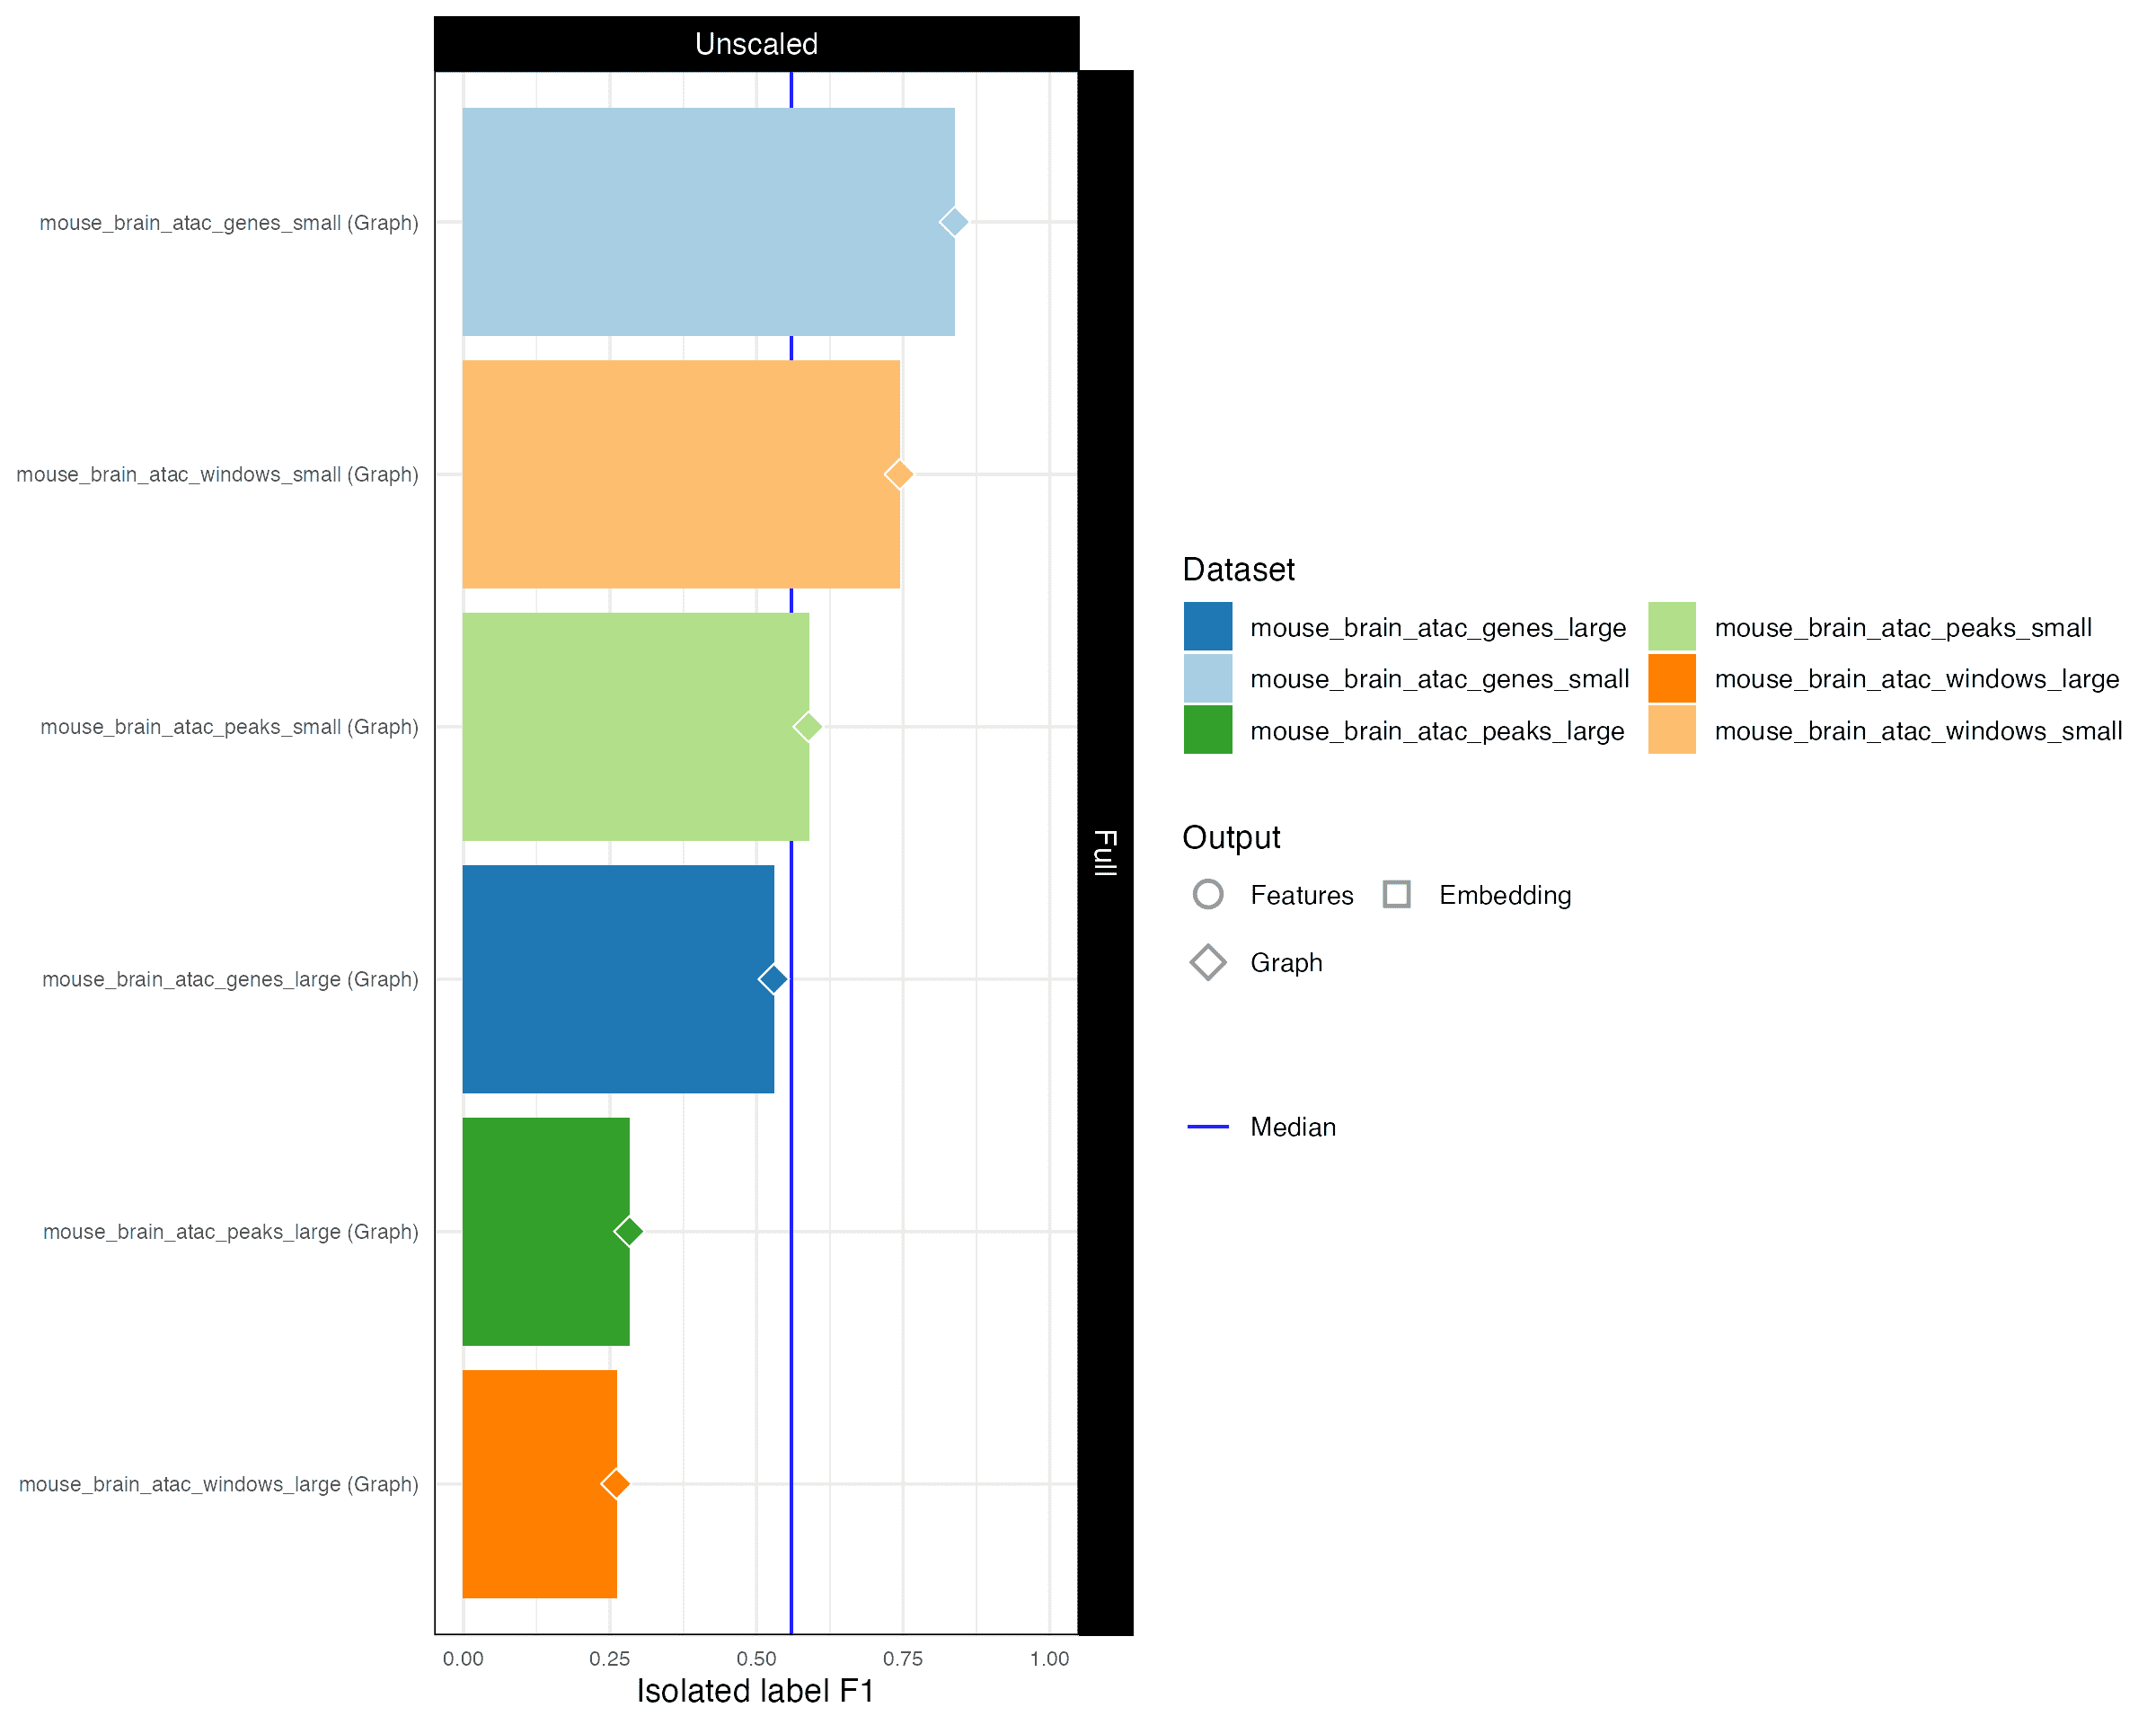 Unscaled
mouse_brain_atac_genes_small (Graph)
mouse_brain_atac_windows_small (Graph)
mouse_brain_atac_peaks_small (Graph)
mouse_brain_atac_genes_large (Graph)
mouse_brain_atac_peaks_large (Graph)
mouse_brain_atac_windows_large (Graph)
Full
0.00 0.25 0.50 0.75 1.00
Isolated label F1
Dataset
mouse_brain_atac_genes_large mouse_brain_atac_peaks_small
mouse_brain_atac_genes_small mouse_brain_atac_windows_large
mouse_brain_atac_peaks_large mouse_brain_atac_windows_small
Output
Features Embedding
Graph
Median